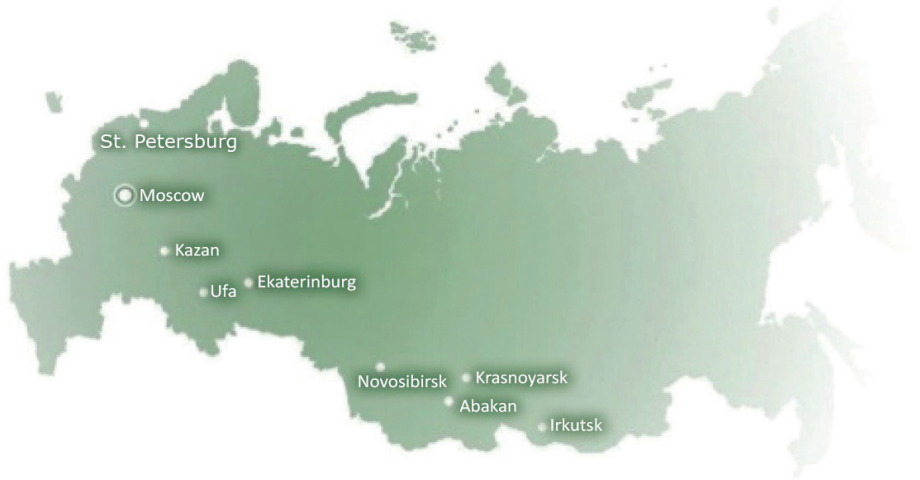 St. Petersburg
Moscow
Kazan
Ekaterinburg
Ufa
Novosibirsk
Krasnoyarsk
Abakan
Irkutsk